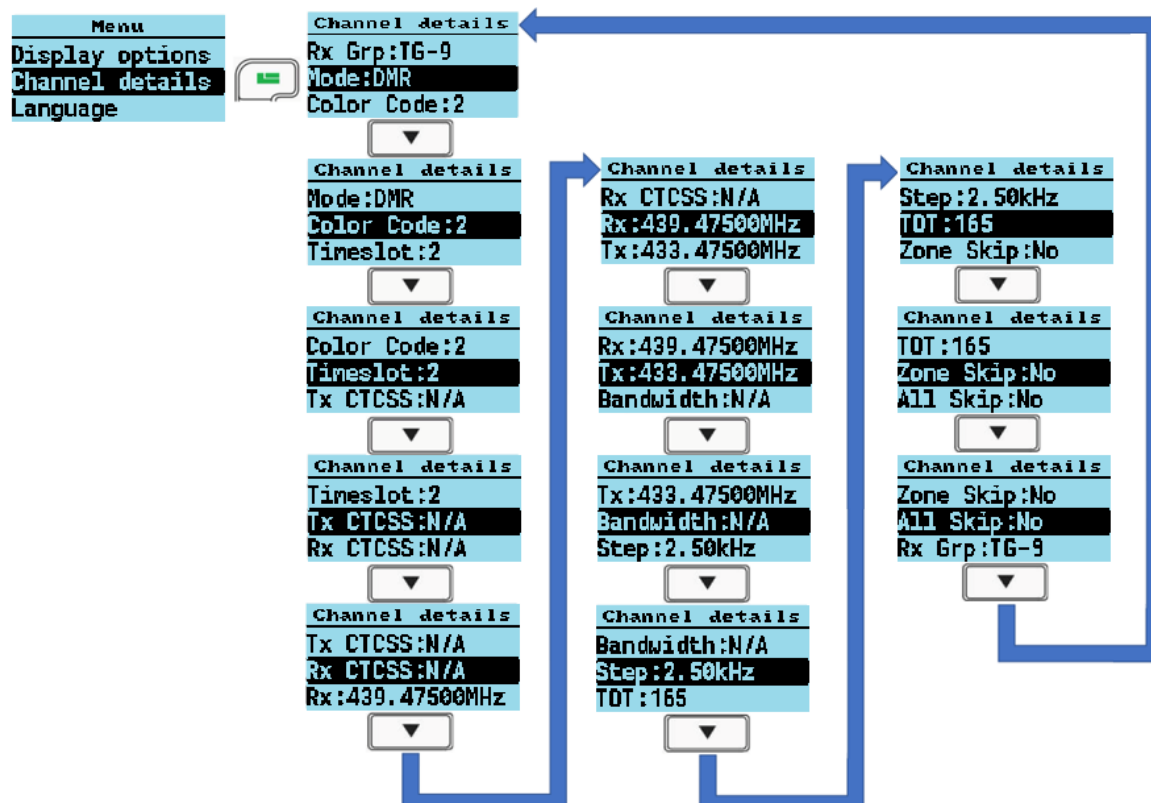 Menu
Display options
Channel details
Language
Channel details
Rx Grp:TG-9
Mode:DMR
Color Code:2
Channel details
Mode:DMR
Color Code:2
Timeslot:2
Channel details
Color Code:2
Timeslot:2
Tx CTCSS:N/A
Channel details
Timeslot:2
Tx CTCSS:N/A
Rx CTCSS:N/A
Channel details
Tx CTCSS:N/A
Rx CTCSS:N/A
Rx:439.47500MHz
Channel details
Rx CTCSS:N/A
Rx:439.47500MHz
Tx:433.47500MHz
Channel details
Rx:439.47500MHz
Tx:433.47500MHz
Bandwidth:N/A
Channel details
Tx:433.47500MHz
Bandwidth:N/A
Step:2.50kHz
Channel details
Bandwidth:N/A
Step:2.50kHz
TOT:165
Channel details
Step:2.50kHz
TOT:165
Zone Skip:No
Channel details
TOT:165
Zone Skip:No
All Skip:No
Channel details
Zone Skip:No
All Skip:No
Rx Grp:TG-9